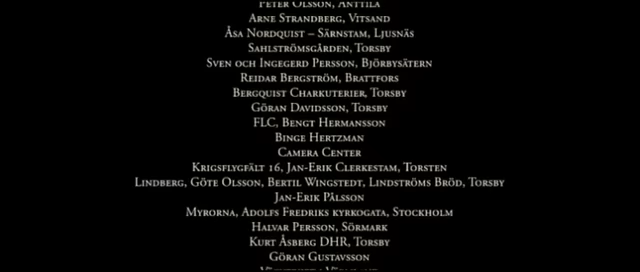 Peter Olsson, Anttila
Arne Strandberg, Vitsand
Åsa Nordquist – Särnstam, Ljusnäs
Sahlströmsgården, Torsby
Sven och Ingegerd Persson, Björbysätern
Reidar Bergström, Brattfors
Bergquist Charkuterier, Torsby
Göran Davidsson, Torsby
FLC, Bengt Hermansson
Binge Hertzman
Camera Center
Krigsflygfält 16, Jan-Erik Clerkestam, Torsten
Lindberg, Göte Olsson, Bertil Wingstedt, Lindströms Bröd, Torsby
Jan-Erik Pålsson
Myrorna, Adolfs Fredriks kyrkogata, Stockholm
Halvar Persson, Sörmark
Kurt Åsberg DHR, Torsby
Göran Gustavsson